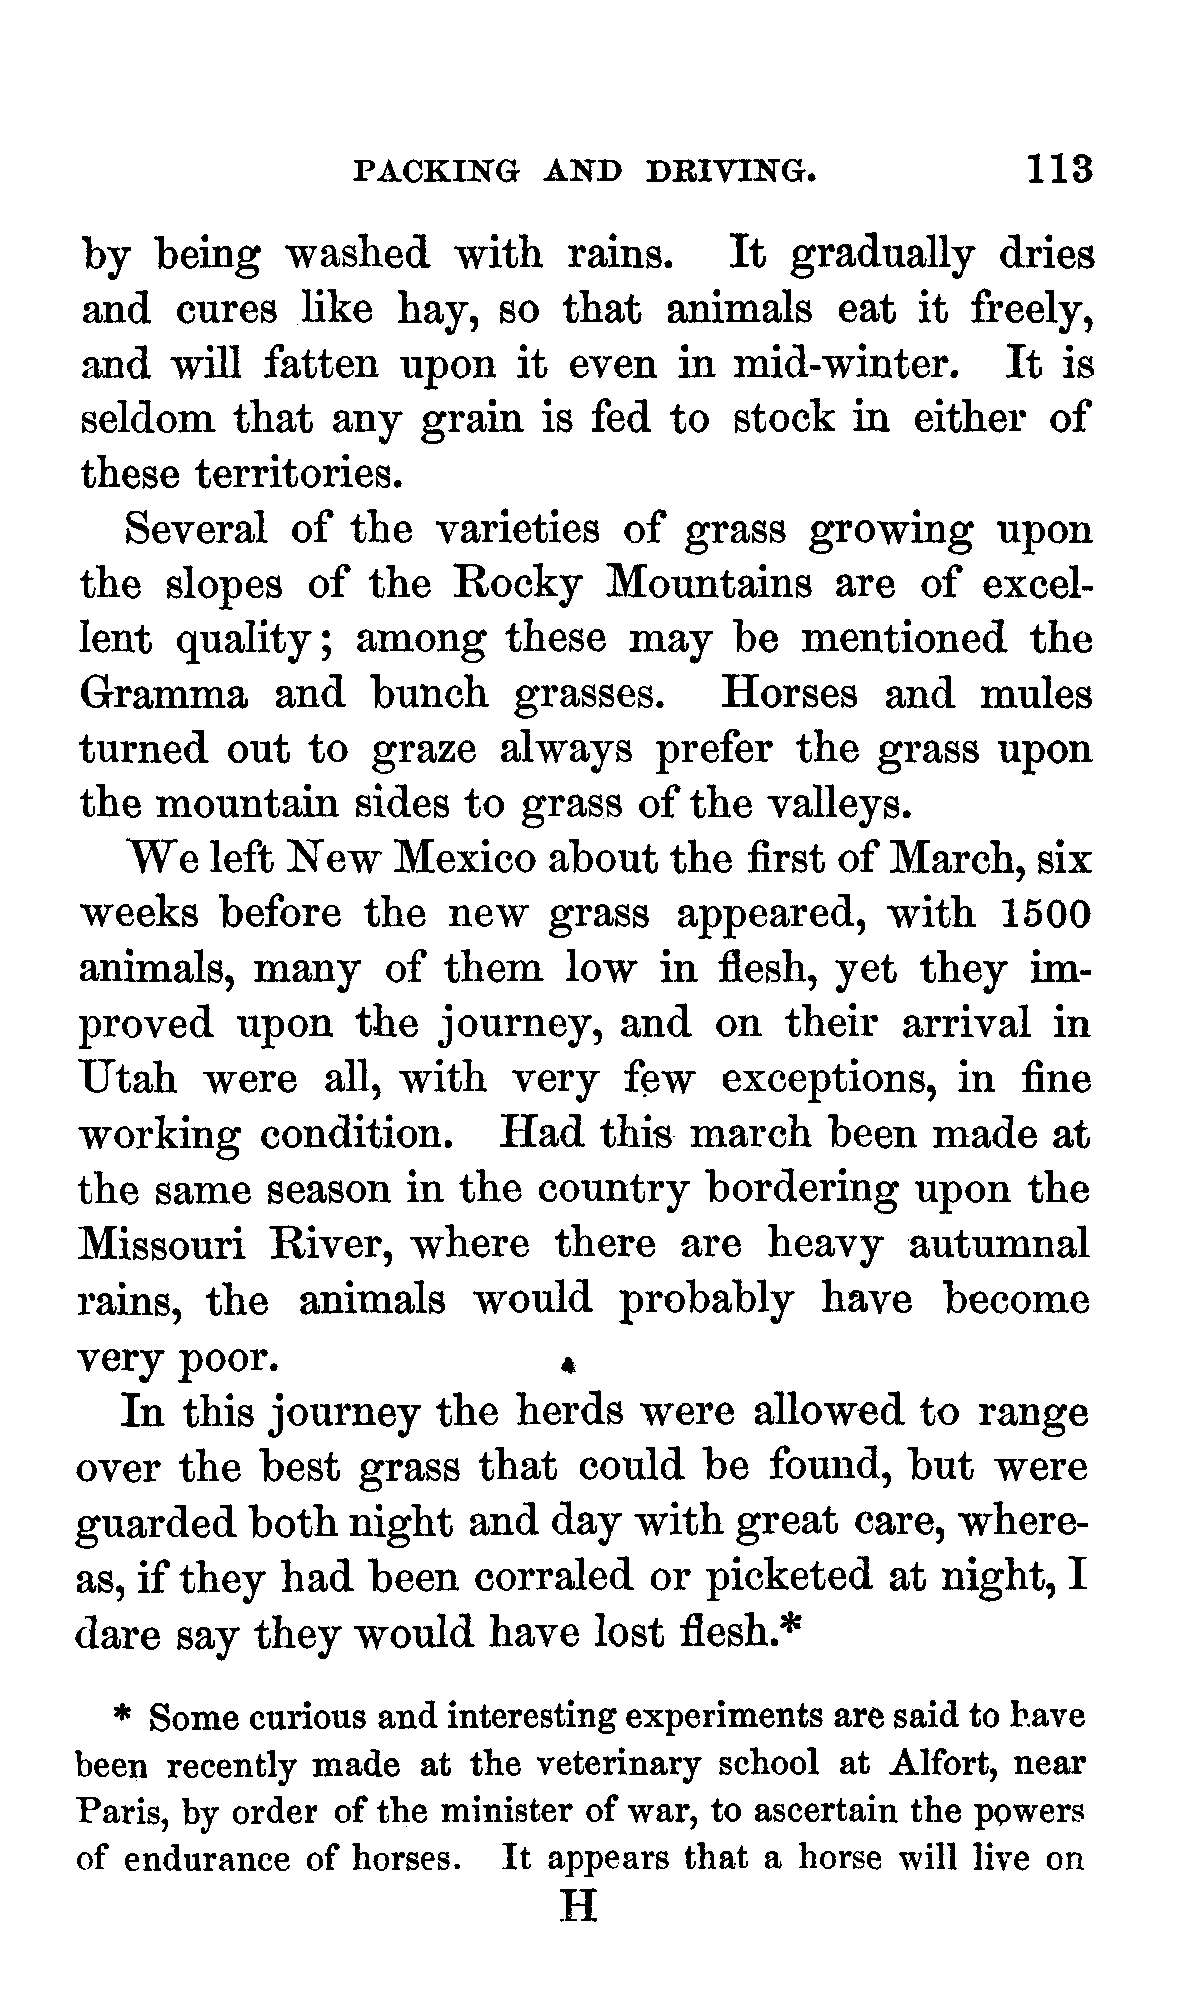 PACKING AND DRIVING. 113
by being washed with rains. It gradually dries
and cures like hay, so that animals eat it freely,
and will fatten upon it even in mid-winter. It is
seldom that any grain is fed to stock in either of
these territories.
Several of the varieties of grass growing upon
the slopes of the Rocky Mountains are of excel-
lent quality; among these may be mentioned the
Gramma and bunch grasses. Horses and mules
turned out to graze always prefer the grass upon
the mountain sides to grass of the valleys.
We left New Mexico about the first of March, six
weeks before the new grass appeared, with 1500
animals, many of them low in flesh, yet they im-
proved upon the journey, and on their arrival in
Utah were all, with very few exceptions, in fine
working condition. Had this march been made at
the same season in the country bordering upon the
Missouri River, where there are heavy autumnal
rains, the animals would probably have become
very poor.
In this journey the herds were allowed to range
over the best grass that could be found, but were
guarded both night and day with great care, where-
as, if they had been corraled or picketed at night, I
dare say they would have lost flesh.*
* Some curious and interesting experiments are said to have
been recently made at the veterinary school at Alfort, near
Paris, by order of the minister of war, to ascertain the powers
of endurance of horses. It appears that a horse will live on
H